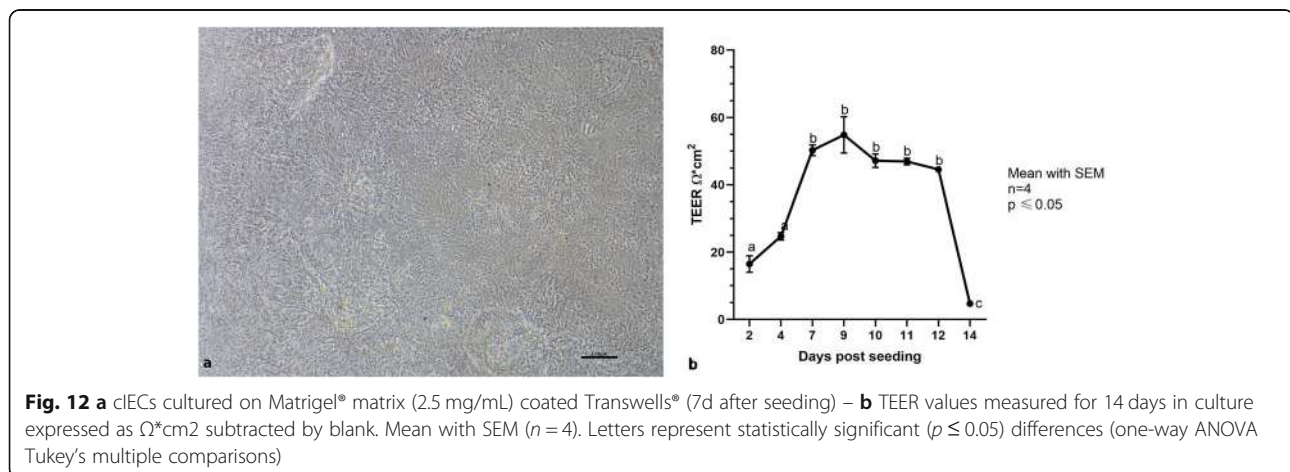 a
80
60
40
20
0
TEER Ω*cm2
a
a
b
b
b
b
b
c
2 4 7 9 10 11 12 14
Days post seeding
b
Mean with SEM
n=4
p ≤ 0.05
Fig. 12 a cIECs cultured on Matrigel® matrix (2.5 mg/mL) coated Transwells® (7d after seeding) – b TEER values measured for 14 days in culture
expressed as Ω*cm2 subtracted by blank. Mean with SEM (n = 4). Letters represent statistically significant (p ≤ 0.05) differences (one-way ANOVA
Tukey's multiple comparisons)